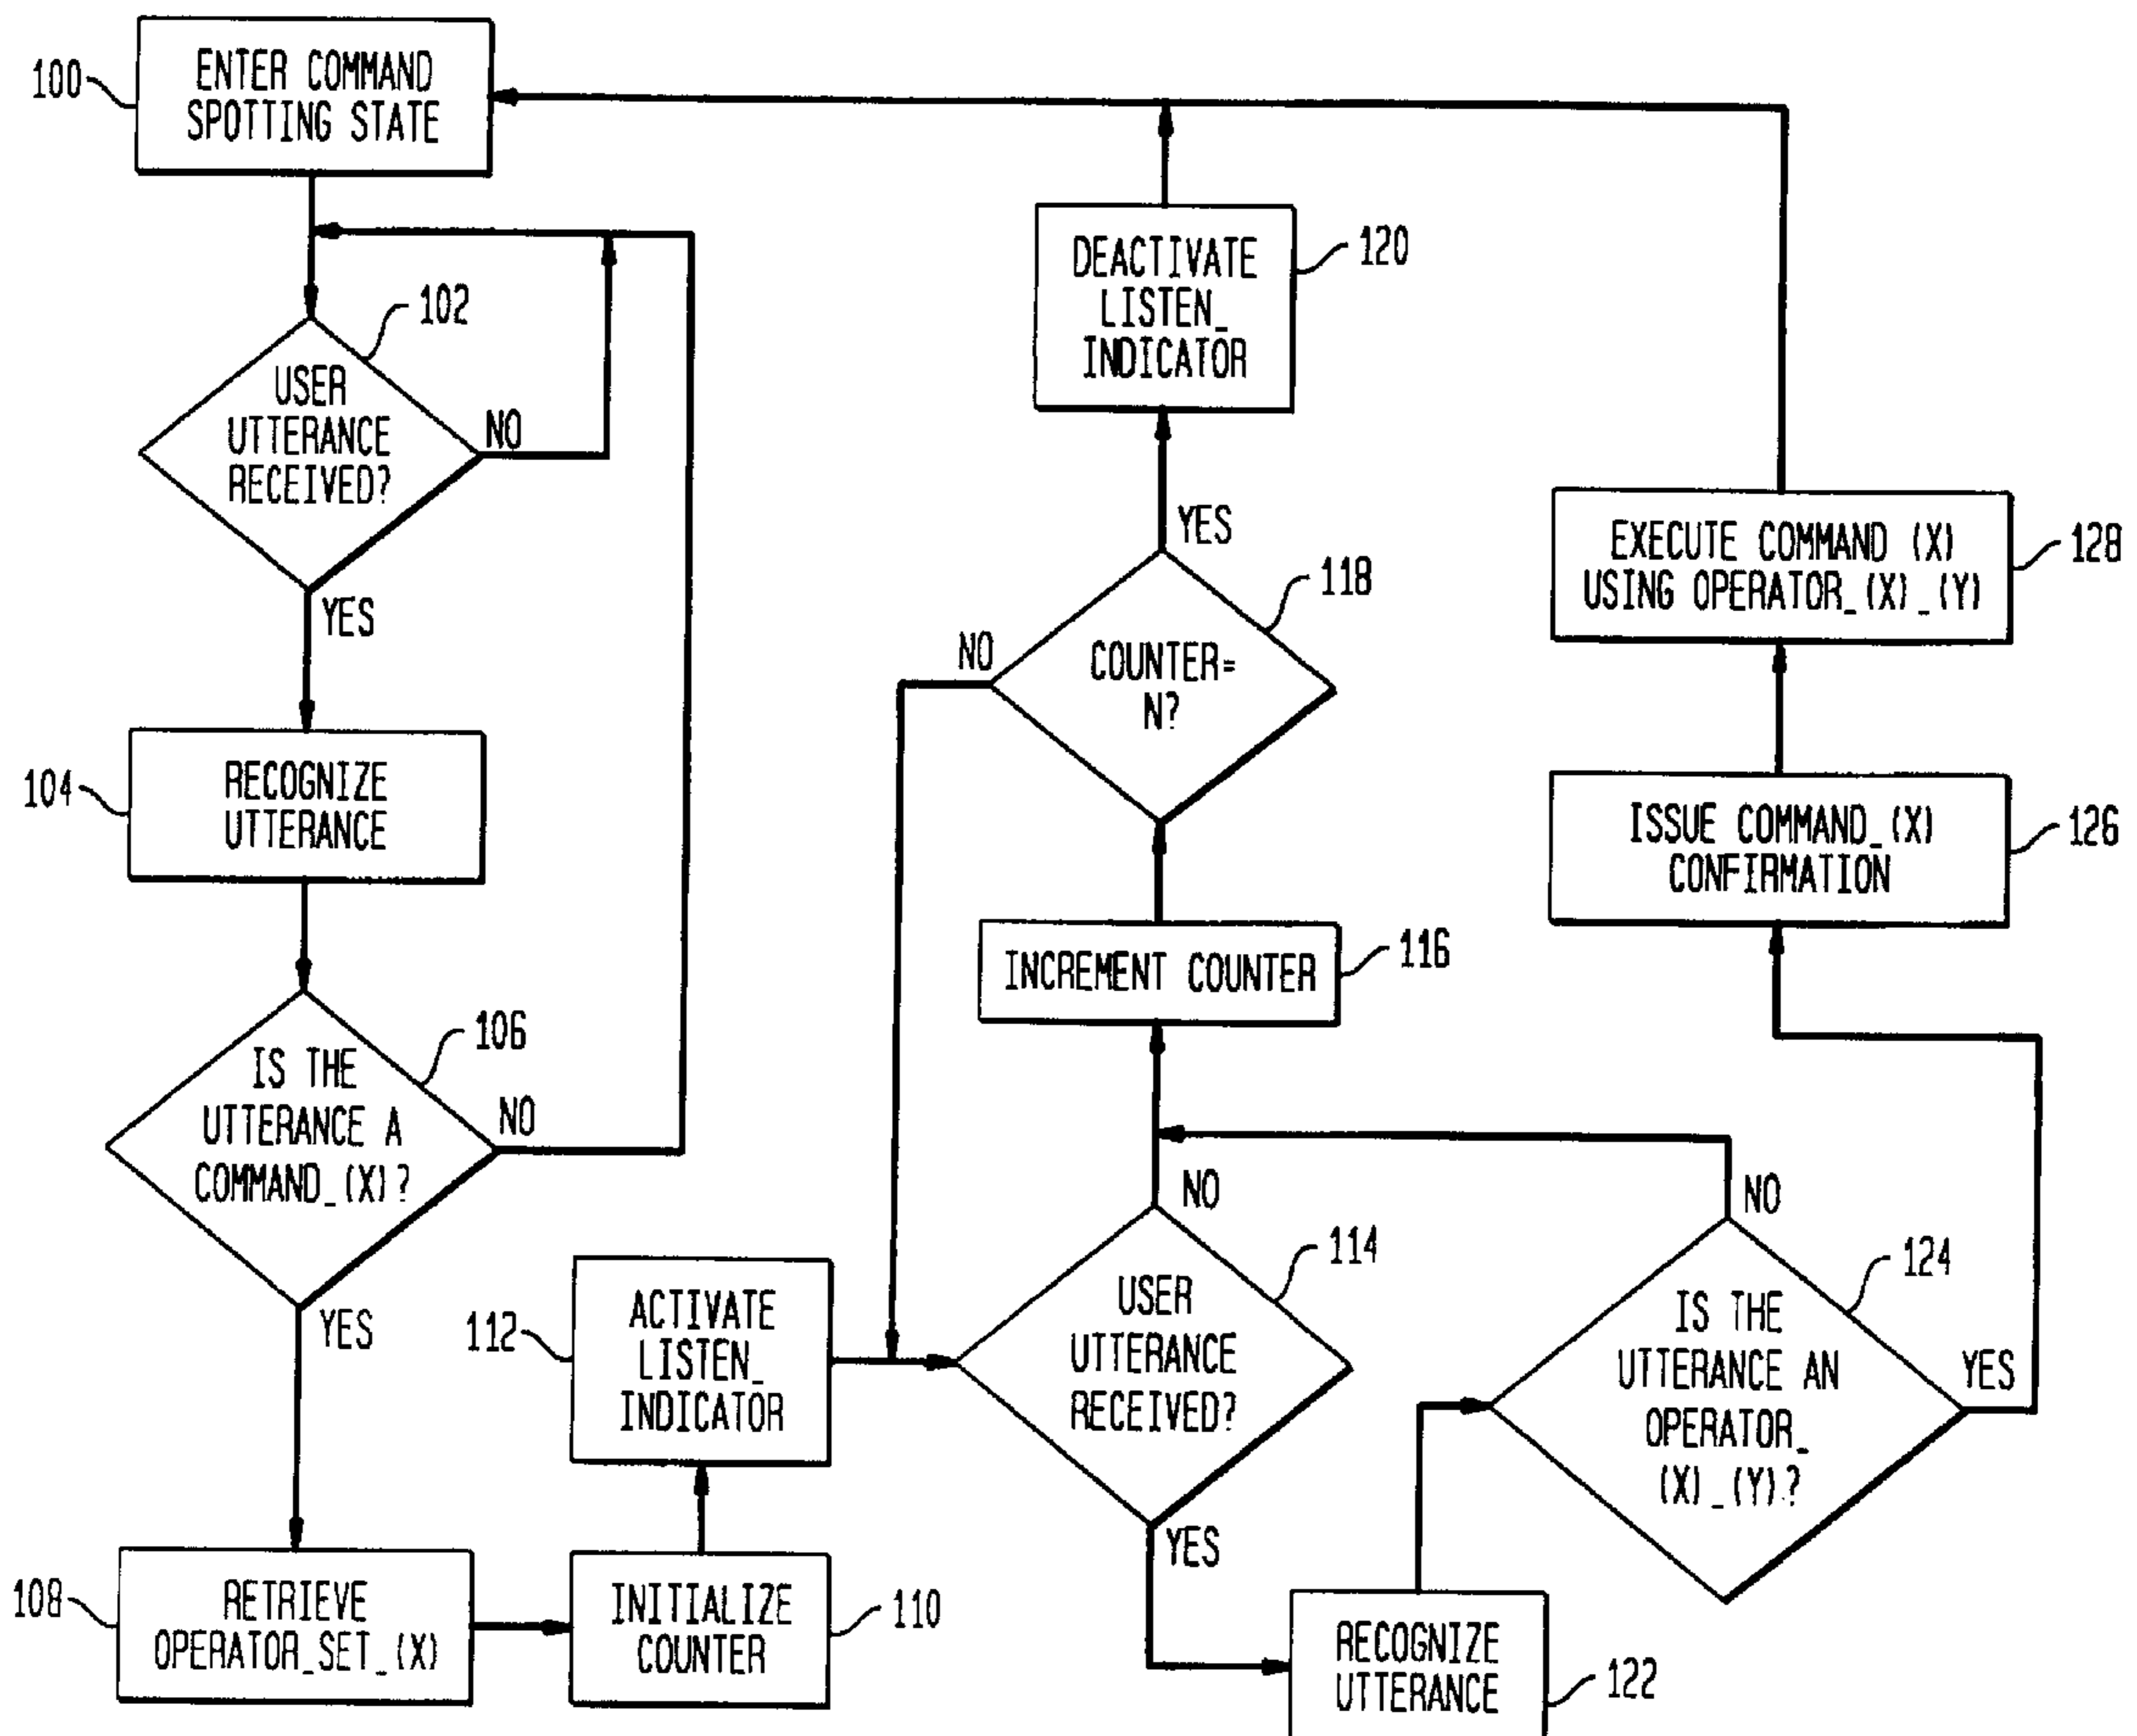 100
ENTER COMMAND
SPOTTING STATE
102
USER
UTTERANCE
RECEIVED?
NO
YES
104
RECOGNIZE
UTTERANCE
106
IS THE
UTTERANCE A
COMMAND_(X)?
NO
YES
108
RETRIEVE
OPERATOR_SET_(X)
INITIALIZE
COUNTER
110
112
ACTIVATE
LISTEN_
INDICATOR
114
USER
UTTERANCE
RECEIVED?
NO
YES
INCREMENT COUNTER
116
118
COUNTER=
N?
NO
YES
DEACTIVATE
LISTEN_
INDICATOR
120
RECOGNIZE
UTTERANCE
122
124
IS THE
UTTERANCE AN
OPERATOR_
(X)_(Y)?
NO
YES
ISSUE COMMAND_(X)
CONFIRMATION
126
EXECUTE COMMAND (X)
USING OPERATOR_(X)_(Y)
128